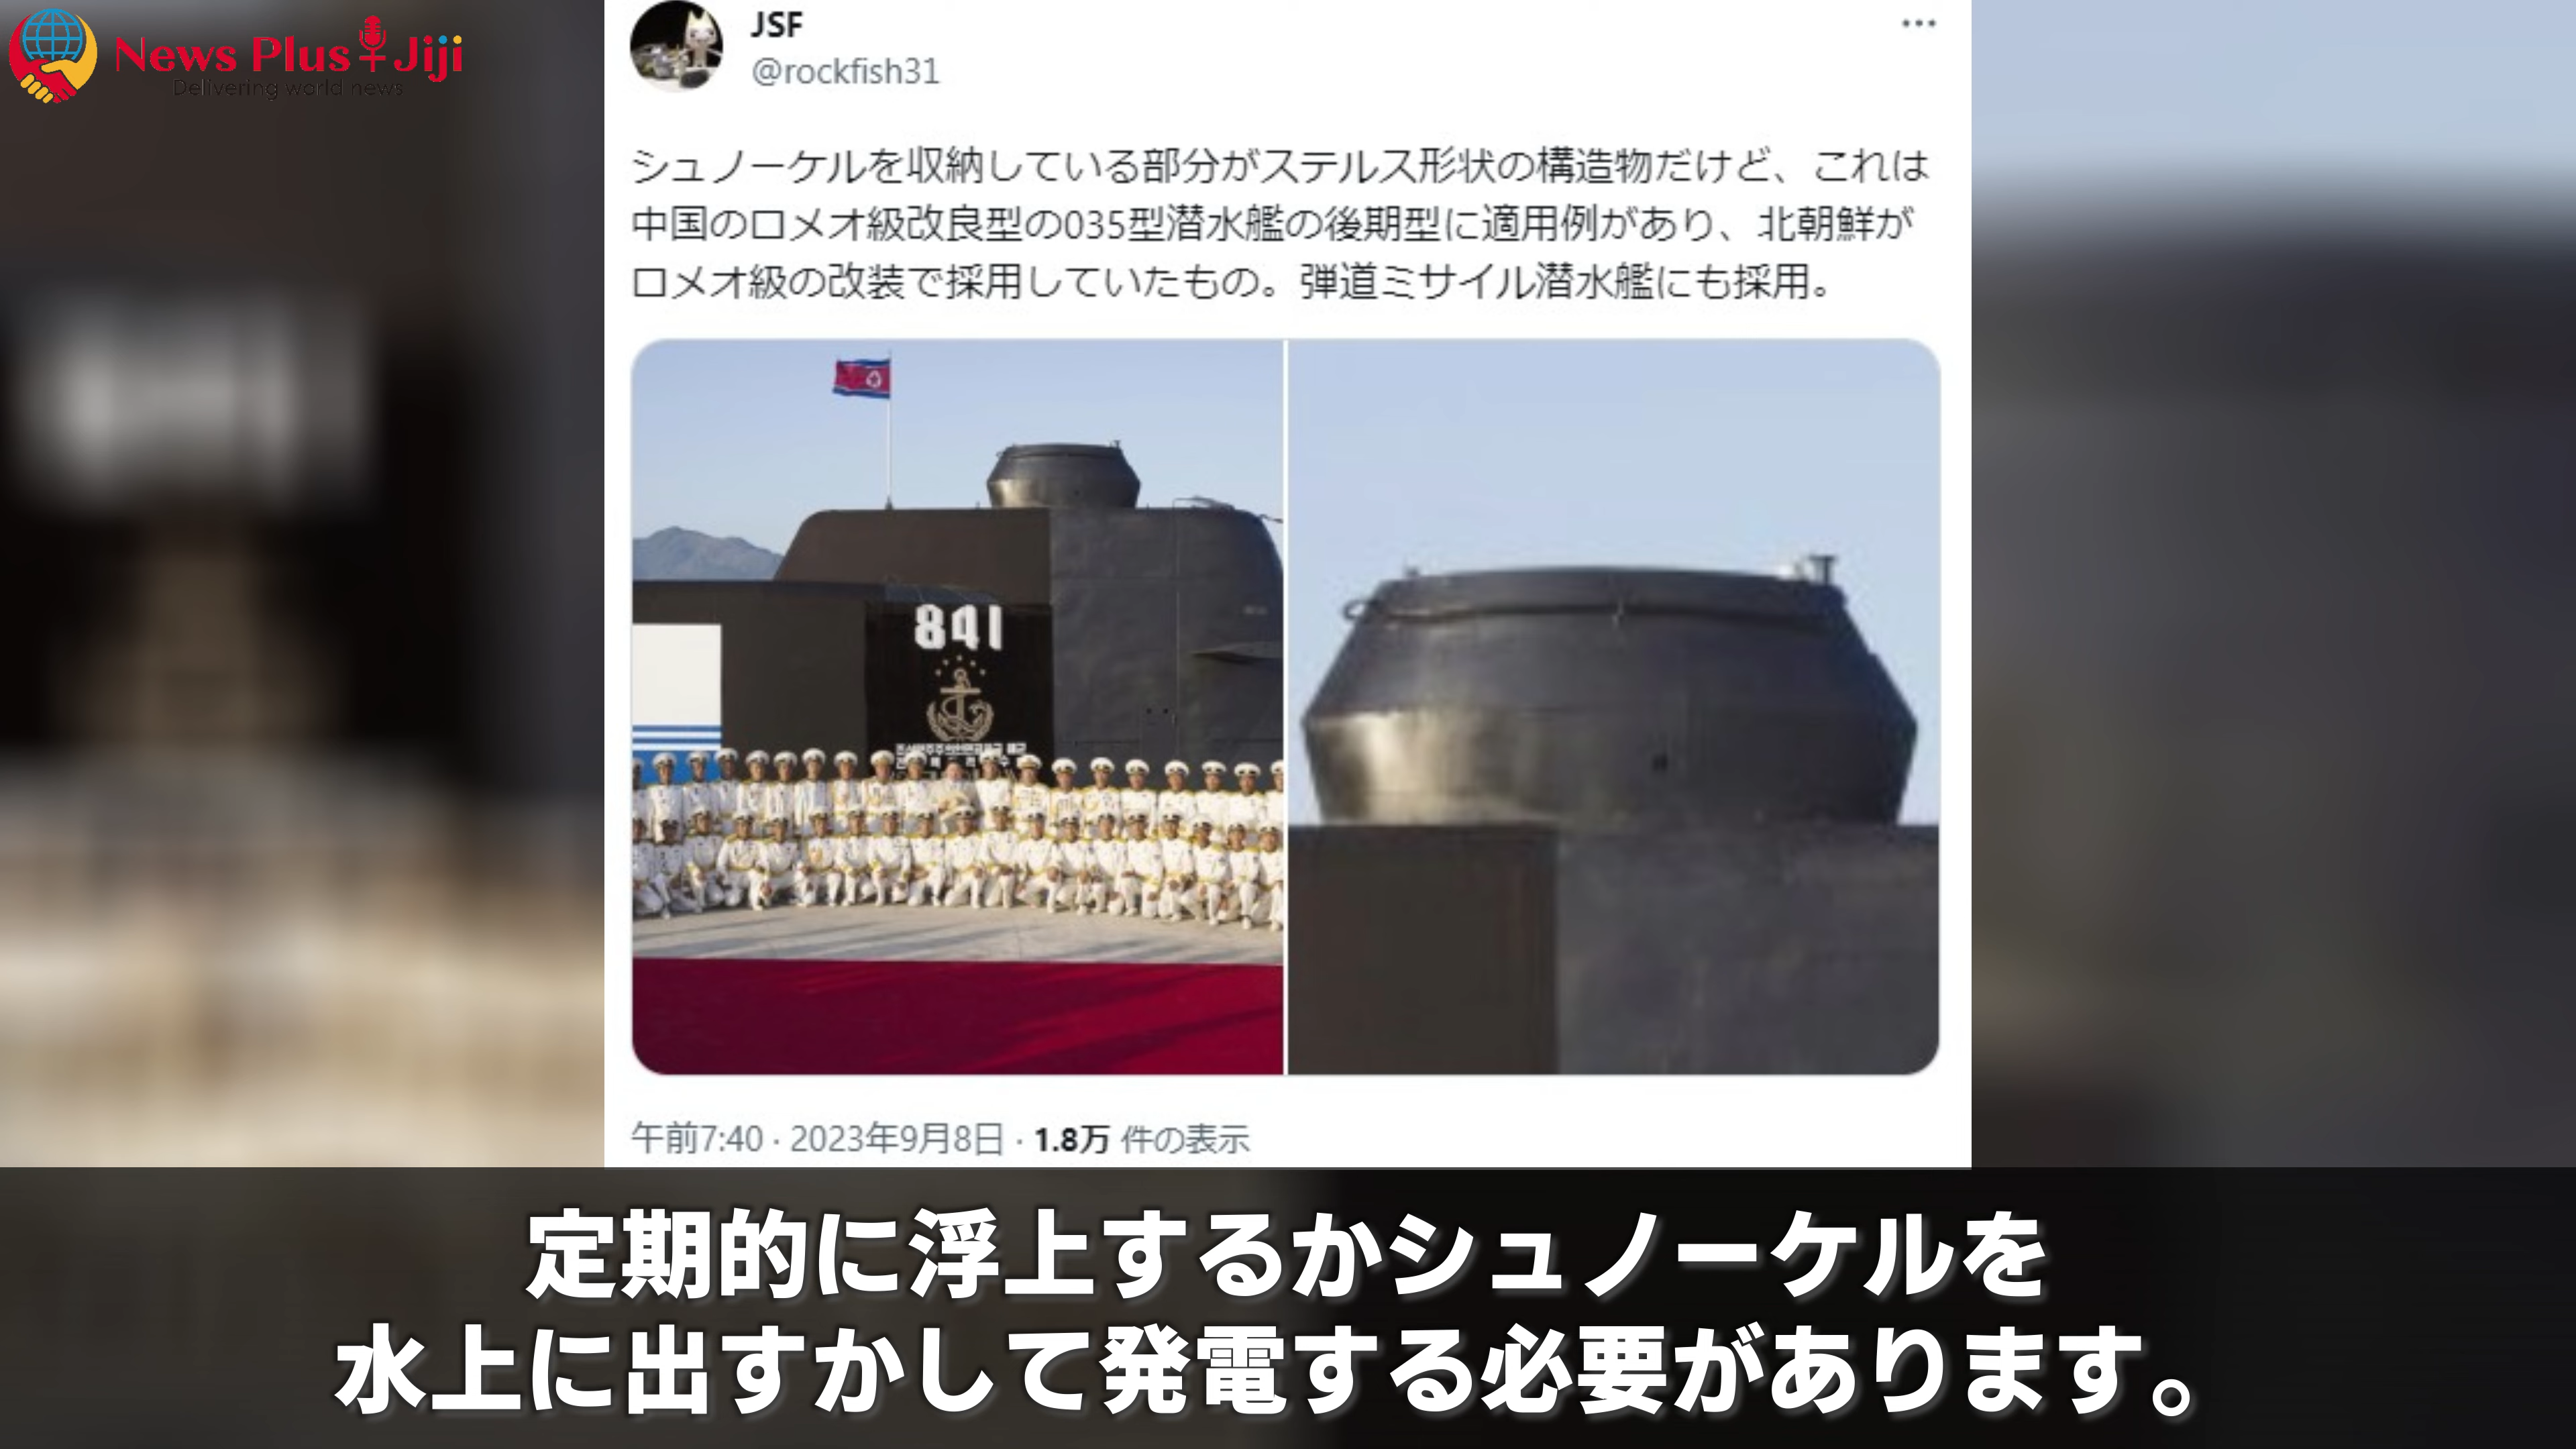 News Plus Jiji
Delivering world news
JSF
@rockfish31
シュノーケルを収納している部分がステルス形状の構造物だけど、これは
中国のロメオ級改良型の035型潜水艦の後期型に適用例があり、北朝鮮が
ロメオ級の改装で採用していたもの。弾道ミサイル潜水艦にも採用。
841
午前7:40 · 2023年9月8日 · 1.8万 件の表示
定期的に浮上するかシュノーケルを
水上に出すかして発電する必要があります。